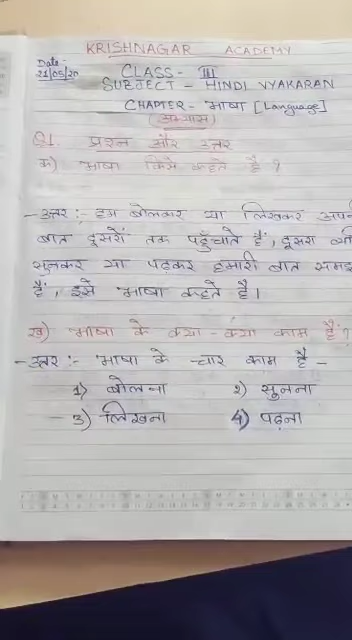 KRISHNAGAR ACADEMY
Date-
21/05/20
CLASS- III
SUBJECT - HINDI VYAKARAN
CHAPTER- भाषा [Language]
(अभ्यास)
Q1. प्रश्न और उत्तर
क) भाषा किसे कहते है ?
-उत्तर :- हम बोलकर या लिखकर अपनी
बात दूसरों तक पहुँचाते हैं, दूसरा
सुनकर या पढ़कर हमारी बात समझ
हैं, इसे भाषा कहते है।
ख) भाषा के क्या-क्या काम हैं?
-उत्तर :- भाषा के चार काम है -
1) बोलना 2) सुनना
3) लिखना 4) पढ़ना